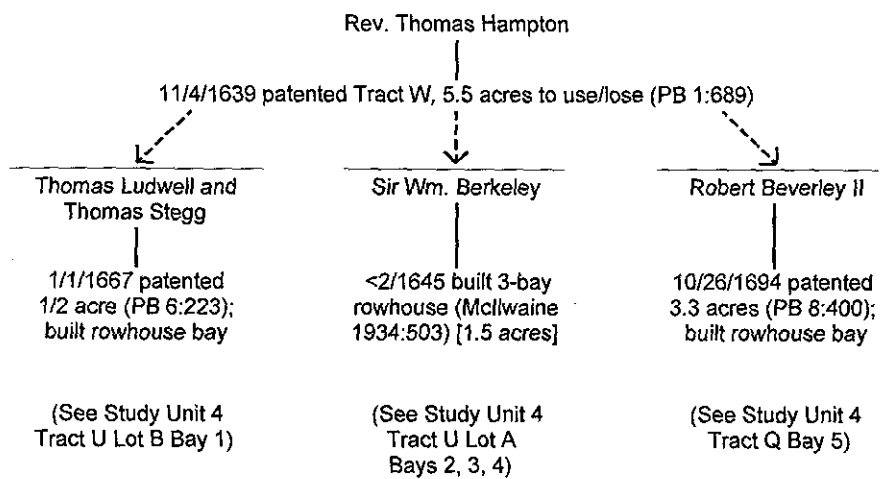 Rev. Thomas Hampton
11/4/1639 patented Tract W, 5.5 acres to use/lose (PB 1:689)
Thomas Ludwell and
Thomas Stegg
1/1/1667 patented
1/2 acre (PB 6:223);
built rowhouse bay
(See Study Unit 4
Tract U Lot B Bay 1)
Sir Wm. Berkeley
<2/1645 built 3-bay
rowhouse (McIlwaine
1934:503) [1.5 acres]
(See Study Unit 4
Tract U Lot A
Bays 2, 3, 4)
Robert Beverley II
10/26/1694 patented
3.3 acres (PB 8:400);
built rowhouse bay
(See Study Unit 4
Tract Q Bay 5)